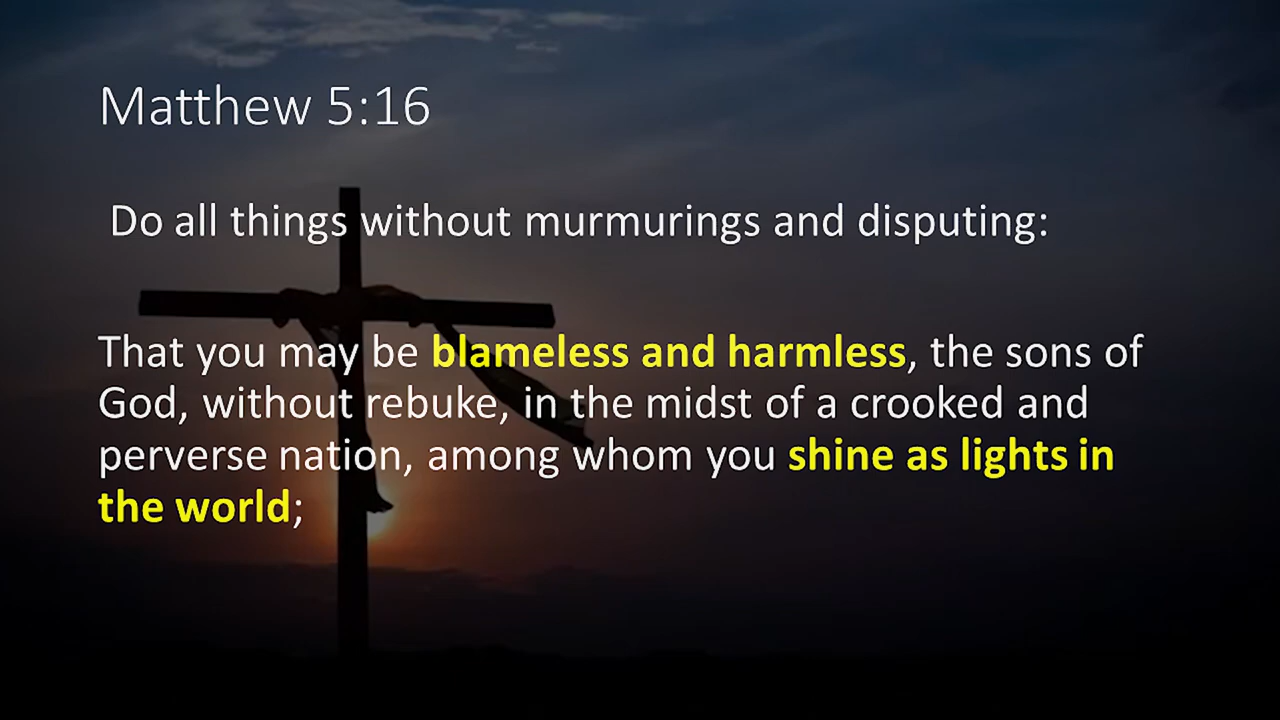 Matthew 5:16
Do all things without murmurings and disputing:
That you may be blameless and harmless, the sons of
God, without rebuke, in the midst of a crooked and
perverse nation, among whom you shine as lights in
the world;